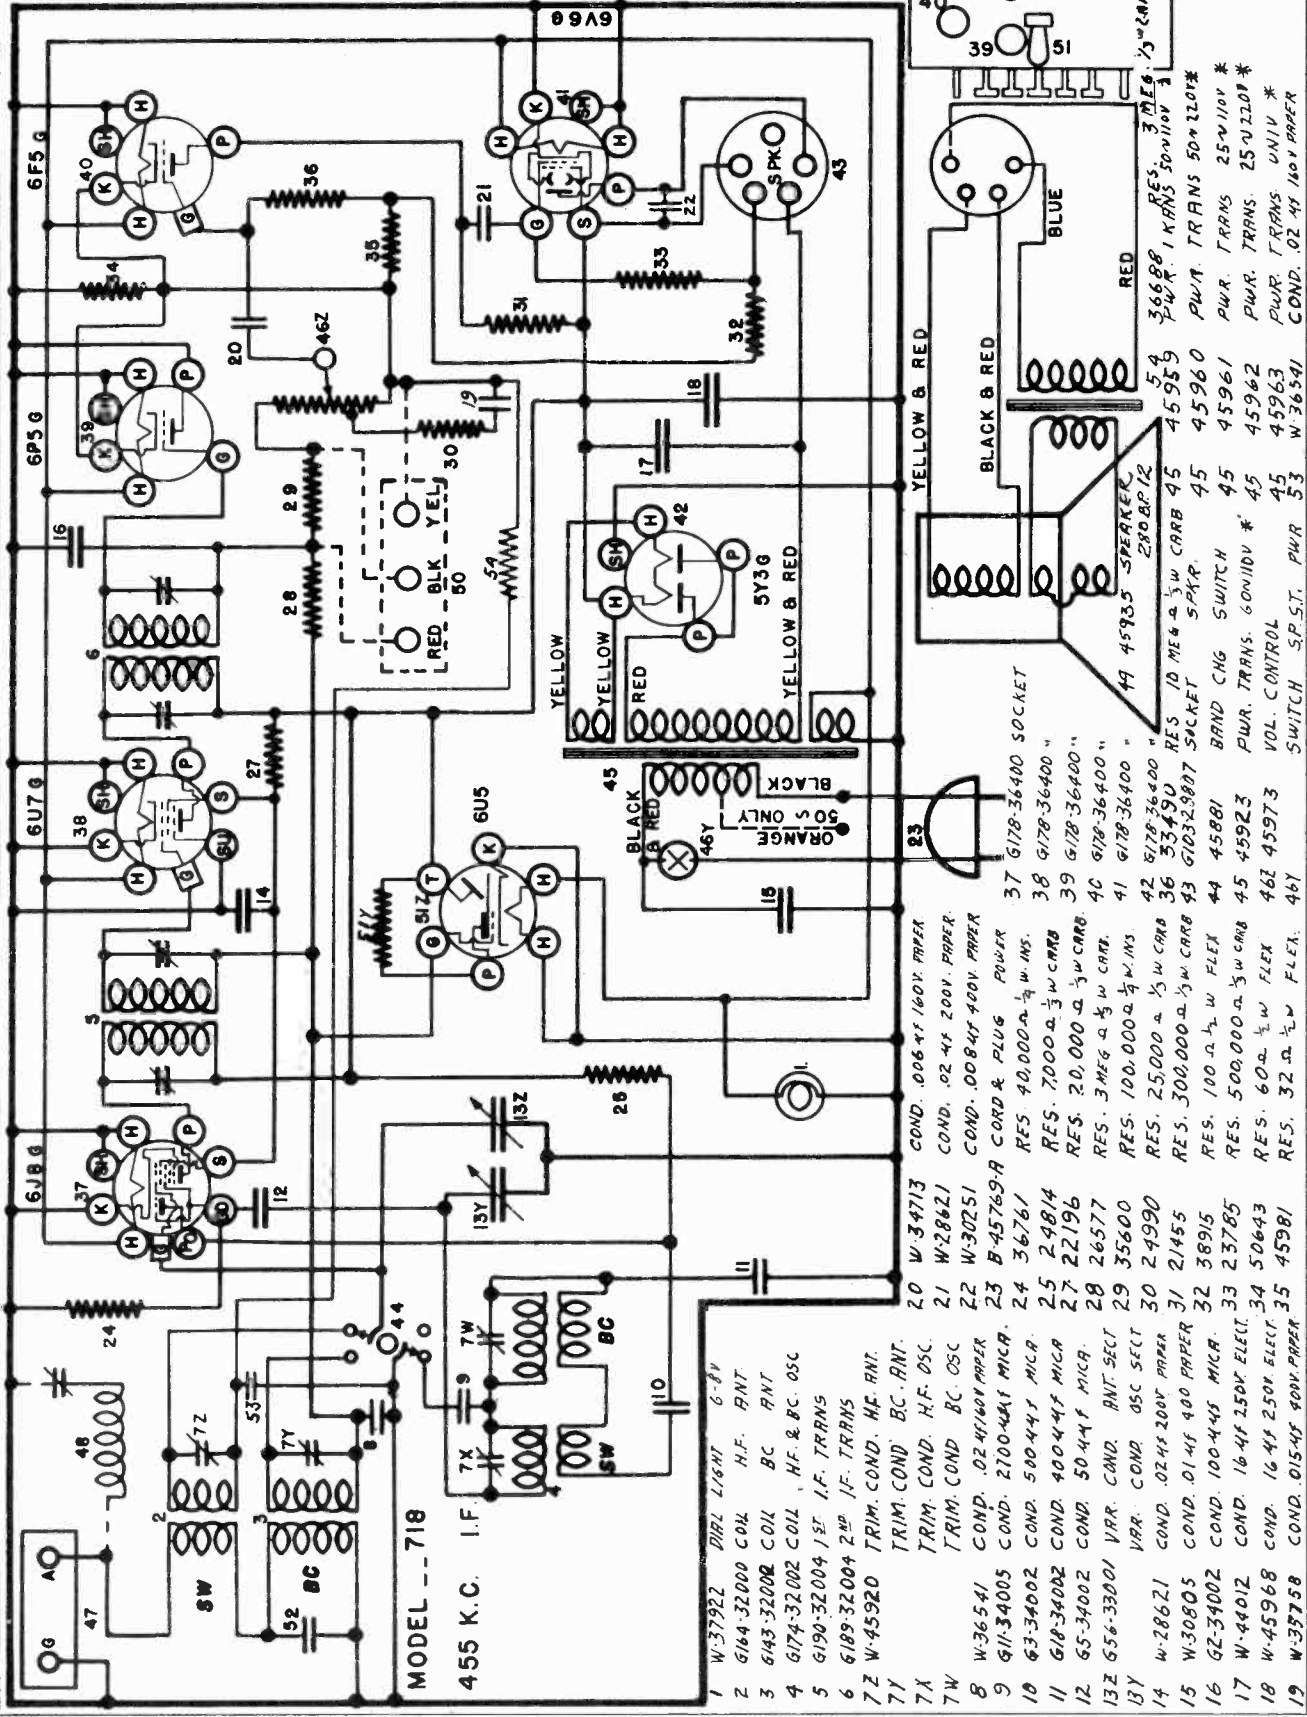 6J8G
6U7G
6P5G
6F5G
6V6G
6U5
5Y3G
47
G
A
48
SW
BC
MODEL__718
455 K.C. I.F.
YELLOW
YELLOW
RED
YELLOW & RED
BLACK & RED
BLACK
ORANGE
50 ~ ONLY
RED
BLK
YEL
SPK
YELLOW & RED
BLACK & RED
BLUE
RED
SW
BC
1 W-37922 DIAL LIGHT 6-8V
2 G164-32000 COIL H.F. ANT
3 G143-32002 COIL BC ANT
4 G174-32002 COIL, H.F. & BC. OSC
5 G190-32004 1ST I.F. TRANS
6 G189-32004 2ND I.F. TRANS
7Z W-45920 TRIM. COND. H.F. ANT.
7Y TRIM. COND. B.C. ANT.
7X TRIM. COND. H.F. OSC.
7W TRIM. COND BC. OSC
8 W-36541 COND. .02 Mf 160V PAPER
9 G11-34005 COND. 2700 MMf MICA.
10 G3-34002 COND 500 MMf MICA
11 G18-34002 COND. 400 MMf MICA
12 G5-34002 COND. 50 MMf MICA.
13Z G56-33001 VAR. COND. ANT. SECT
13Y VAR. COND. OSC SECT
14 W-28621 COND .02 Mf 200V PAPER
15 W-30805 COND. .01 Mf 400 PAPER
16 G2-34002 COND. 100 MMf MICA.
17 W-44012 COND. 16 Mf 250V. ELECT.
18 W-45968 COND. 16 Mf 250V. ELECT.
19 W-35758 COND. .015 Mf 400V. PAPER
20 W-34713 COND. .006 Mf 160V. PAPER
21 W-28621 COND. .02 Mf 200V. PAPER
22 W-30251 COND. .008 Mf 400V. PAPER
23 B-45769-A CORD & PLUG POWER
24 36761 RES 40,000 Ω ¼ W. INS.
25 24814 RES. 7,000 Ω ⅓ W CARB
27 22196 RES. 20,000 Ω ⅓ W CARB.
28 26577 RES. 3 MEG Ω ⅓ W CARB.
29 35600 RES. 100,000 Ω ¼ W. INS
30 24990 RES. 25,000 Ω ⅓ W CARB
31 21455 RES. 300,000 Ω ⅓ W CARB
32 38915 RES. 100 Ω ½ W FLEX
33 23785 RES. 500,000 Ω ⅓ W CARB
34 50643 RES. 60 Ω ½ W FLEX
35 45981 RES. 32 Ω ½ W FLEX.
37 G178-36400 SOCKET
38 G178-36400 "
39 G178-36400 "
40 G178-36400 "
41 G178-36400 "
42 G178-36400 "
36 33490 RES 10 MEG Ω ⅓ W CARB
43 G103-29807 SOCKET SPKR.
44 45881 BAND CHG SWITCH
45 45923 PWR. TRANS. 60~110V *
46Z 45973 VOL. CONTROL
46Y SWITCH S.P.S.T. PWR
49 45935 SPEAKER
280 B.P. 12
54 36688 RES. 3 MEG.
45 45959 PWR. TRANS 50~110V
45 45960 PWR. TRANS 50~220V *
45 45961 PWR. TRANS 25~110V *
45 45962 PWR. TRANS. 25~220V *
45 45963 PWR. TRANS. UNIV *
53 W-36541 COND. .02 Mf 160V PAPER
39
51